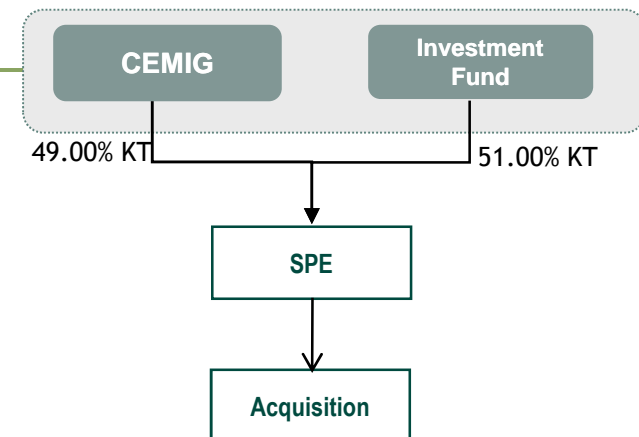 CEMIG
Investment
Fund
49.00% KT
51.00% KT
SPE
Acquisition